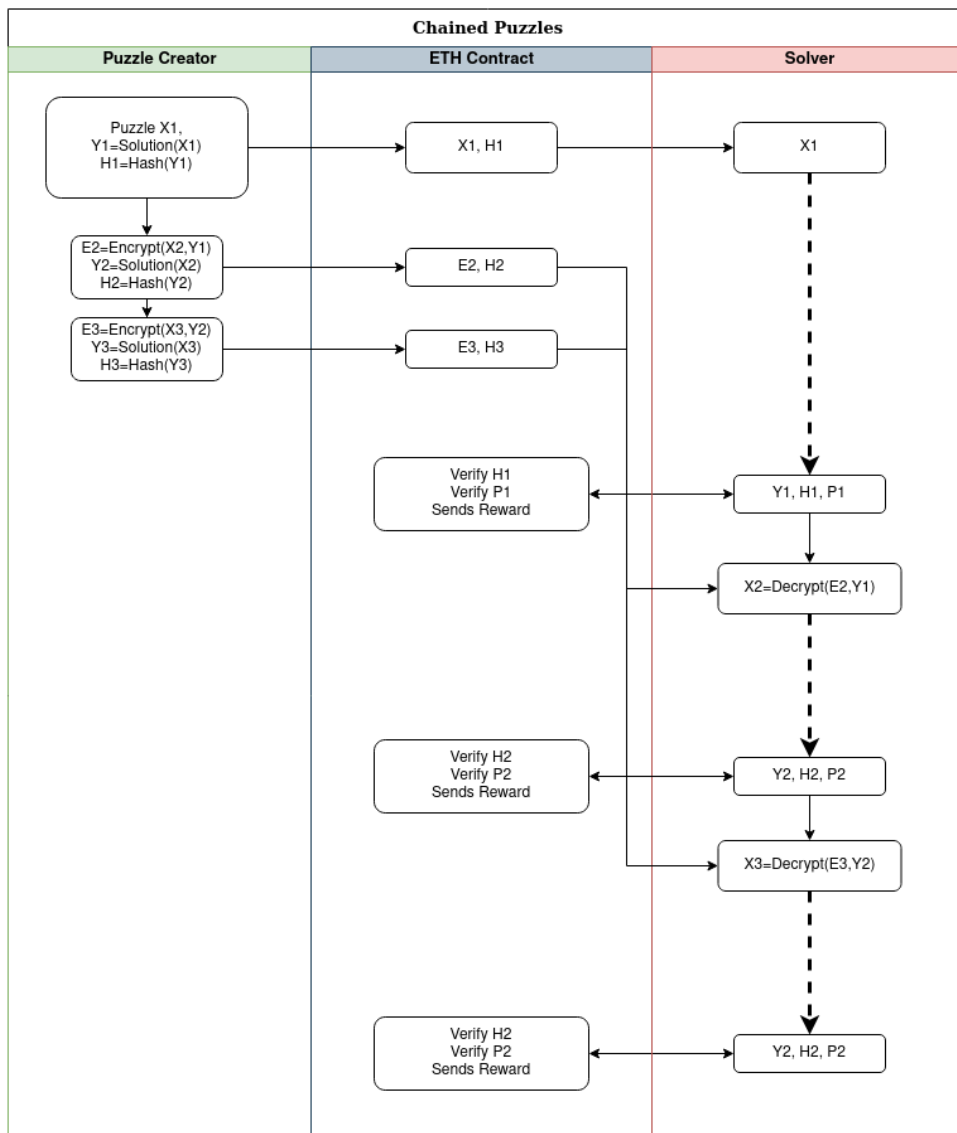 Chained Puzzles
Puzzle Creator
ETH Contract
Solver
Puzzle X1,
Y1=Solution(X1)
H1=Hash(Y1)
X1, H1
X1
E2=Encrypt(X2,Y1)
Y2=Solution(X2)
H2=Hash(Y2)
E2, H2
E3=Encrypt(X3,Y2)
Y3=Solution(X3)
H3=Hash(Y3)
E3, H3
Verify H1
Verify P1
Sends Reward
Y1, H1, P1
X2=Decrypt(E2,Y1)
Verify H2
Verify P2
Sends Reward
Y2, H2, P2
X3=Decrypt(E3,Y2)
Verify H2
Verify P2
Sends Reward
Y2, H2, P2